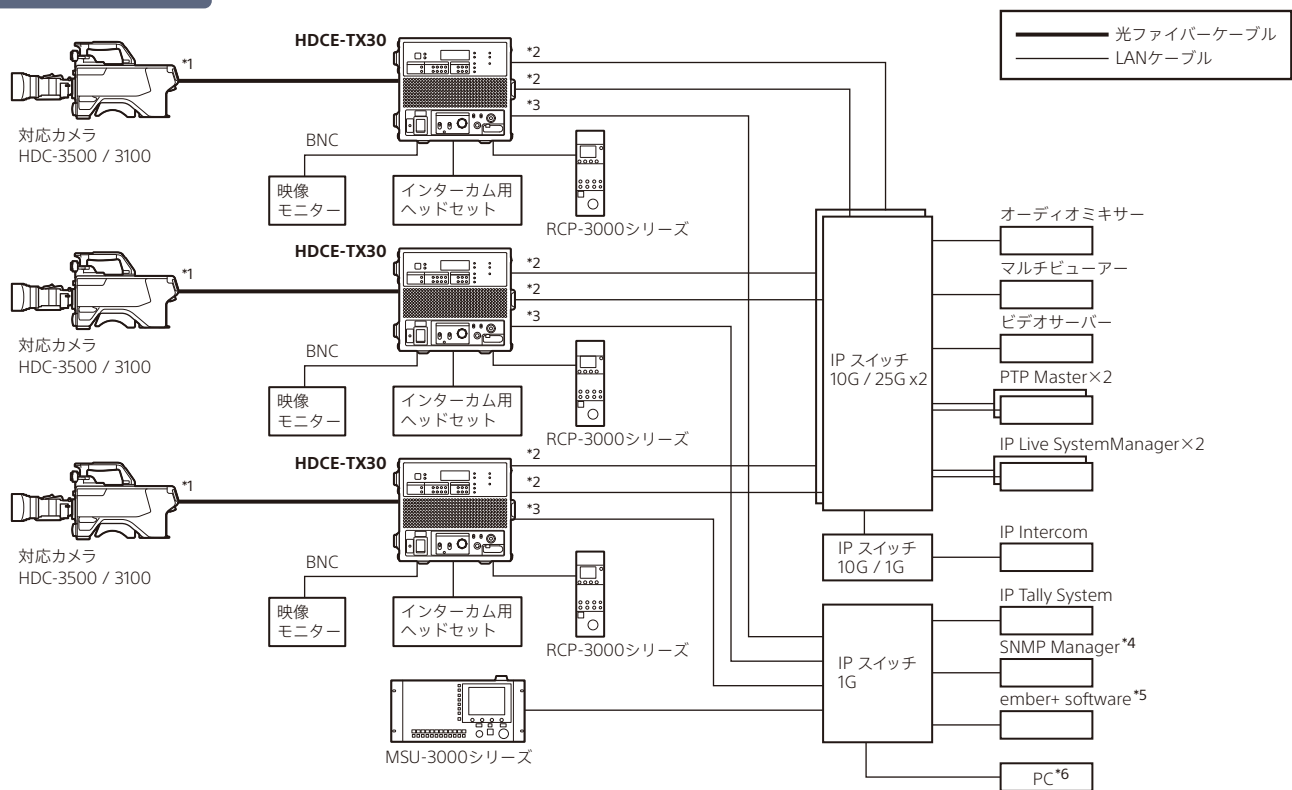 光ファイバーケーブル
LANケーブル
HDCE-TX30
*1
*2
*2
*3
対応カメラ
HDC-3500 / 3100
BNC
映像
モニター
インターカム用
ヘッドセット
RCP-3000シリーズ
HDCE-TX30
*1
*2
*2
*3
対応カメラ
HDC-3500 / 3100
BNC
映像
モニター
インターカム用
ヘッドセット
RCP-3000シリーズ
HDCE-TX30
*1
*2
*2
*3
対応カメラ
HDC-3500 / 3100
BNC
映像
モニター
インターカム用
ヘッドセット
RCP-3000シリーズ
MSU-3000シリーズ
IP スイッチ
10G / 25G x2
IP スイッチ
10G / 1G
IP スイッチ
1G
オーディオミキサー
マルチビューアー
ビデオサーバー
PTP Master×2
IP Live SystemManager×2
IP Intercom
IP Tally System
SNMP Manager*4
ember+ software*5
PC*6